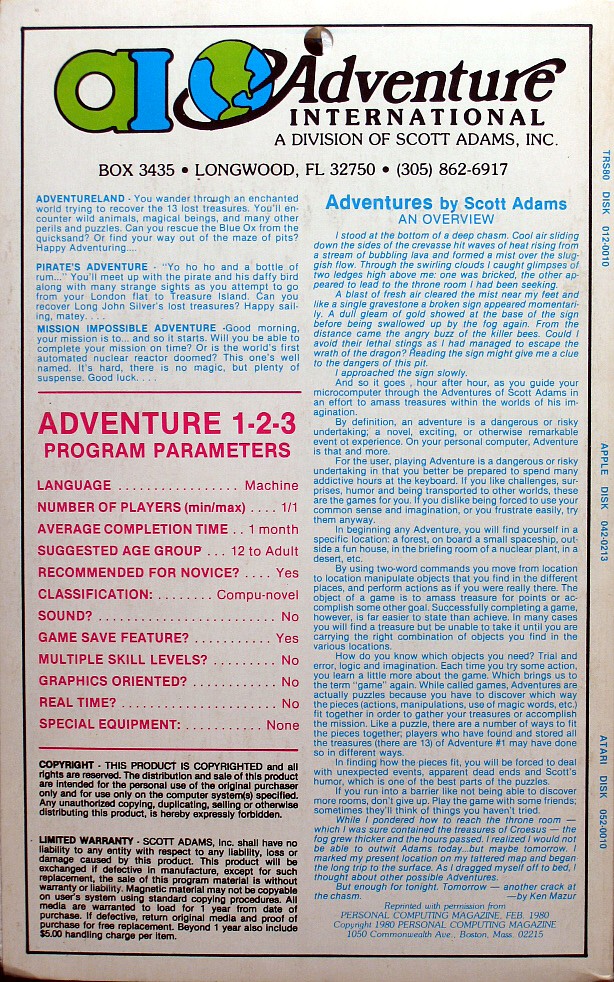 ai Adventure
INTERNATIONAL
A DIVISION OF SCOTT ADAMS, INC.
BOX 3435 • LONGWOOD, FL 32750 • (305) 862-6917
ADVENTURELAND - You wander through an enchanted
world trying to recover the 13 lost treasures. You'll en-
counter wild animals, magical beings, and many other
perils and puzzles. Can you rescue the Blue Ox from the
quicksand? Or find your way out of the maze of pits?
Happy Adventuring....
PIRATE'S ADVENTURE - "Yo ho ho and a bottle of
rum..." You'll meet up with the pirate and his daffy bird
along with many strange sights as you attempt to go
from your London flat to Treasure Island. Can you
recover Long John Silver's lost treasures? Happy sail-
ing, matey....
MISSION IMPOSSIBLE ADVENTURE -Good morning,
your mission is to... and so it starts. Will you be able to
complete your mission on time? Or is the world's first
automated nuclear reactor doomed? This one's well
named. It's hard, there is no magic, but plenty of
suspense. Good luck....
ADVENTURE 1-2-3
PROGRAM PARAMETERS
LANGUAGE .............. Machine
NUMBER OF PLAYERS (min/max) .... 1/1
AVERAGE COMPLETION TIME .. 1 month
SUGGESTED AGE GROUP ... 12 to Adult
RECOMMENDED FOR NOVICE? .... Yes
CLASSIFICATION: ........ Compu-novel
SOUND? ...................... No
GAME SAVE FEATURE? ......... Yes
MULTIPLE SKILL LEVELS? ......... No
GRAPHICS ORIENTED? .......... No
REAL TIME? .................... No
SPECIAL EQUIPMENT: .......... None
COPYRIGHT - THIS PRODUCT IS COPYRIGHTED and all
rights are reserved. The distribution and sale of this product
are intended for the personal use of the original purchaser
only and for use only on the computer system(s) specified.
Any unauthorized copying, duplicating, selling or otherwise
distributing this product, is hereby expressly forbidden.
LIMITED WARRANTY - SCOTT ADAMS, Inc. shall have no
liability to any entity with respect to any liability, loss or
damage caused by this product. This product will be
exchanged if defective in manufacture, except for such
replacement, the sale of this program material is without
warranty or liability. Magnetic material may not be copyable
on user's system using standard copying procedures. All
media are warranted to load for 1 year from date of
purchase. If defective, return original media and proof of
purchase for free replacement. Beyond 1 year also include
$5.00 handling charge per item.
Adventures by Scott Adams
AN OVERVIEW
I stood at the bottom of a deep chasm. Cool air sliding
down the sides of the crevasse hit waves of heat rising from
a stream of bubbling lava and formed a mist over the slug-
gish flow. Through the swirling clouds I caught glimpses of
two ledges high above me: one was bricked, the other ap-
peared to lead to the throne room I had been seeking.
A blast of fresh air cleared the mist near my feet and
like a single gravestone a broken sign appeared momentari-
ly. A dull gleam of gold showed at the base of the sign
before being swallowed up by the fog again. From the
distance came the angry buzz of the killer bees. Could I
avoid their lethal stings as I had managed to escape the
wrath of the dragon? Reading the sign might give me a clue
to the dangers of this pit.
I approached the sign slowly.
And so it goes , hour after hour, as you guide your
microcomputer through the Adventures of Scott Adams in
an effort to amass treasures within the worlds of his im-
agination.
By definition, an adventure is a dangerous or risky
undertaking; a novel, exciting, or otherwise remarkable
event ot experience. On your personal computer, Adventure
is that and more.
For the user, playing Adventure is a dangerous or risky
undertaking in that you better be prepared to spend many
addictive hours at the keyboard. If you like challenges, sur-
prises, humor and being transported to other worlds, these
are the games for you. If you dislike being forced to use your
common sense and imagination, or you frustrate easily, try
them anyway.
In beginning any Adventure, you will find yourself in a
specific location: a forest, on board a small spaceship, out-
side a fun house, in the briefing room of a nuclear plant, in a
desert, etc.
By using two-word commands you move from location
to location manipulate objects that you find in the different
places, and perform actions as if you were really there. The
object of a game is to amass treasure for points or ac-
complish some other goal. Successfully completing a game,
however, is far easier to state than achieve. In many cases
you will find a treasure but be unable to take it until you are
carrying the right combination of objects you find in the
various locations.
How do you know which objects you need? Trial and
error, logic and imagination. Each time you try some action,
you learn a little more about the game. Which brings us to
the term "game" again. While called games, Adventures are
actually puzzles because you have to discover which way
the pieces (actions, manipulations, use of magic words, etc.)
fit together in order to gather your treasures or accomplish
the mission. Like a puzzle, there are a number of ways to fit
the pieces together; players who have found and stored all
the treasures (there are 13) of Adventure #1 may have done
so in different ways.
In finding how the pieces fit, you will be forced to deal
with unexpected events, apparent dead ends and Scott's
humor, which is one of the best parts of the puzzles.
If you run into a barrier like not being able to discover
more rooms, don't give up. Play the game with some friends;
sometimes they'll think of things you haven't tried.
While I pondered how to reach the throne room —
which I was sure contained the treasures of Croesus — the
fog grew thicker and the hours passed. I realized I would not
be able to outwit Adams today...but maybe tomorrow. I
marked my present location on my tattered map and began
the long trip to the surface. As I dragged myself off to bed, I
thought about other possible Adventures.
But enough for tonight. Tomorrow — another crack at
the chasm. —by Ken Mazur
Reprinted with permission from
PERSONAL COMPUTING MAGAZINE, FEB. 1980
Copyright 1980 PERSONAL COMPUTING MAGAZINE
1050 Commonwealth Ave., Boston, Mass. 02215
TRS80 DISK 012-0010
APPLE DISK 042-0213
ATARI DISK 052-0010